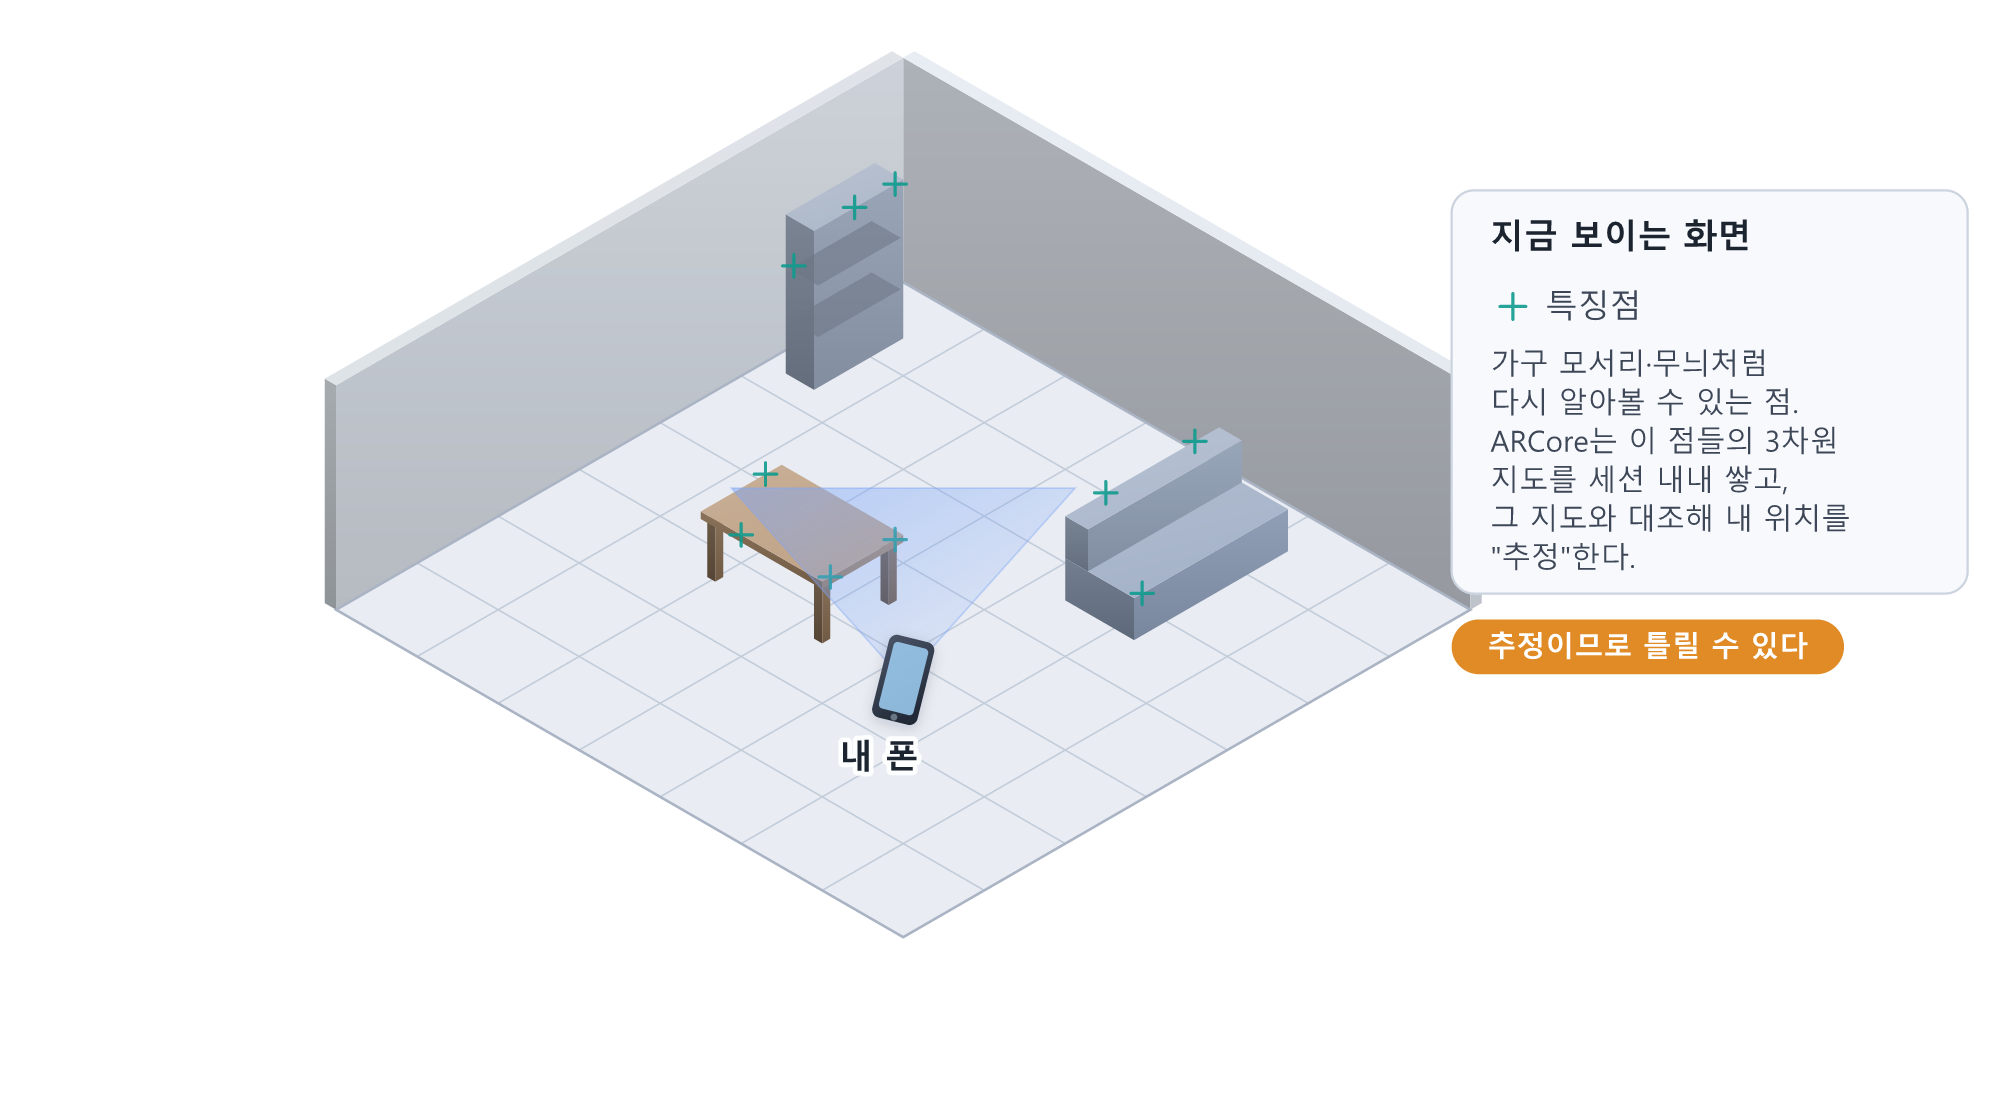 지금 보이는 화면
특징점
가구 모서리·무늬처럼
다시 알아볼 수 있는 점.
ARCore는 이 점들의 3차원
지도를 세션 내내 쌓고,
그 지도와 대조해 내 위치를
"추정"한다.
추정이므로 틀릴 수 있다
내 폰